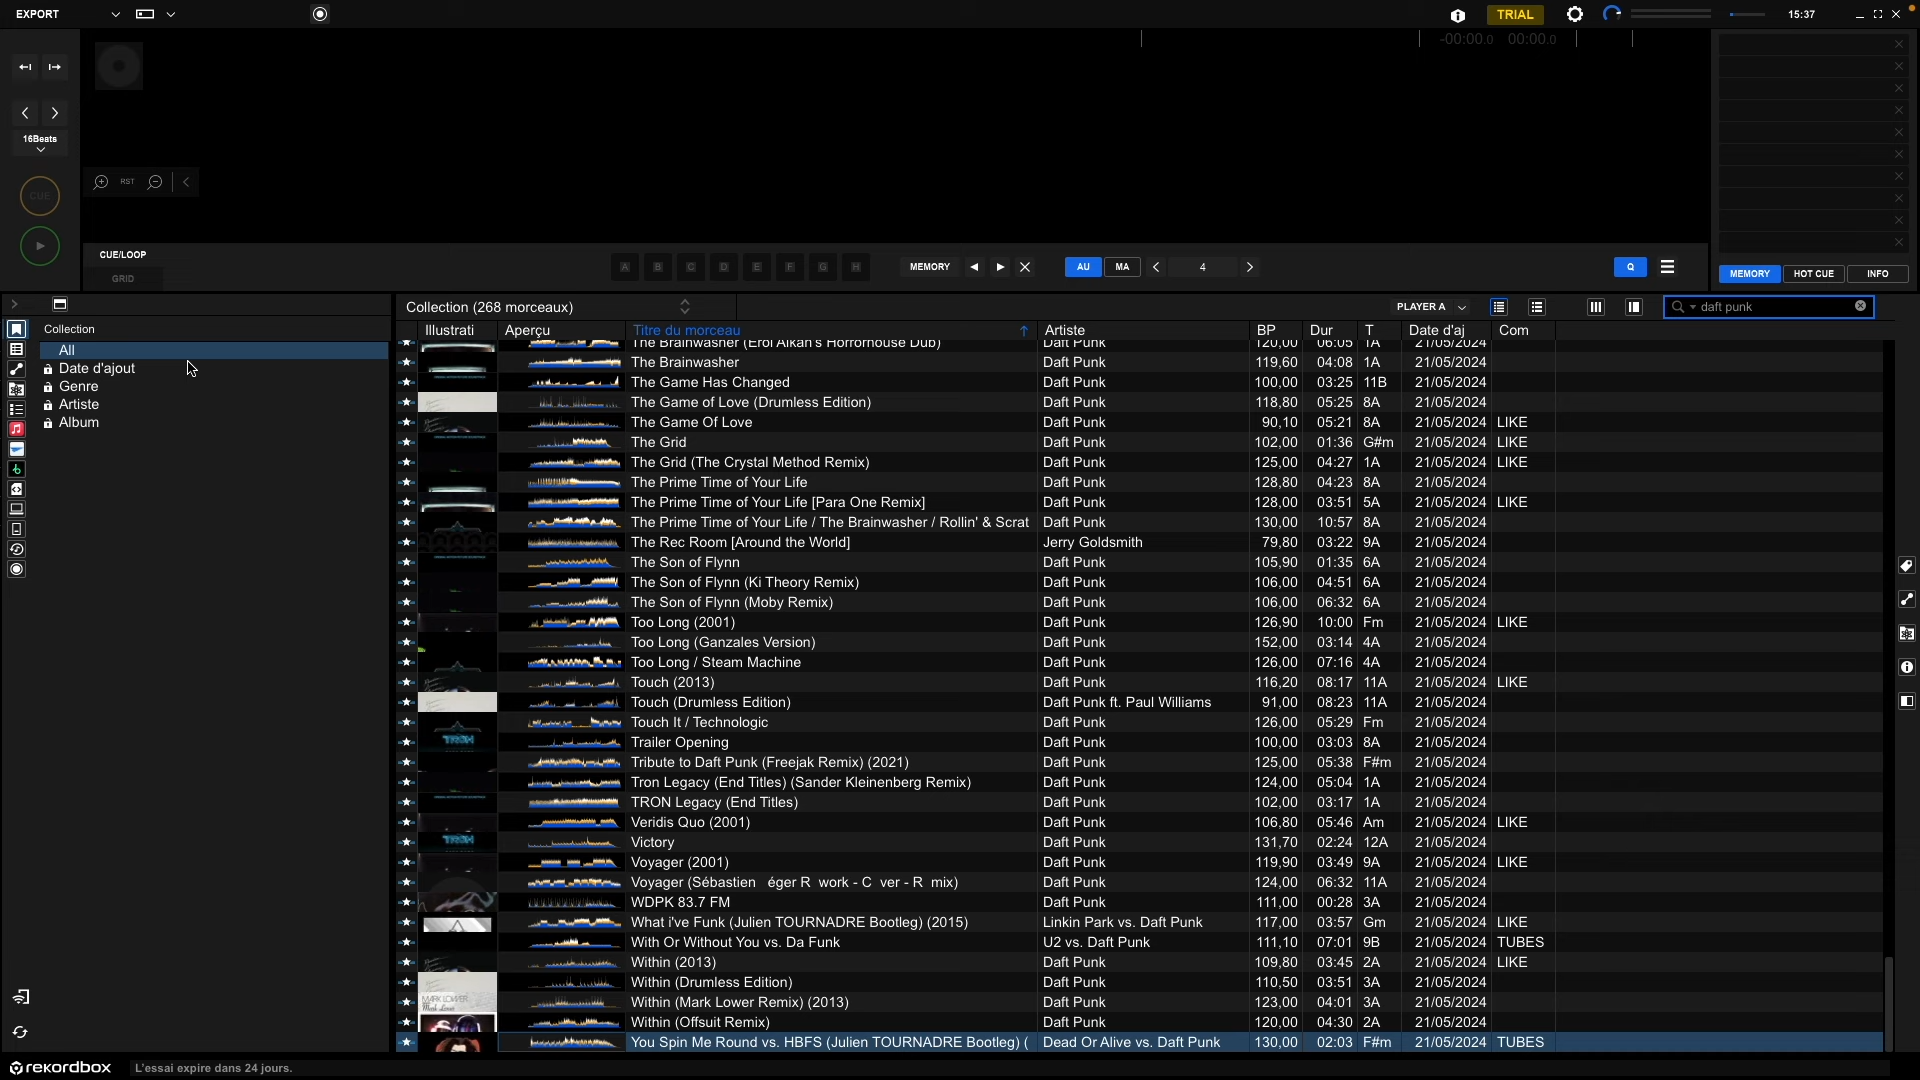 EXPORT
TRIAL
15:37
-00:00.0 00:00.0
16Beats
CUE
RST
CUE/LOOP
GRID
A B C D E F G H
MEMORY
AU MA 4
Q
MEMORY HOT CUE INFO
Collection (268 morceaux)
PLAYER A
daft punk
Collection
All
Date d'ajout
Genre
Artiste
Album
Illustrati Aperçu Titre du morceau Artiste BP Dur T Date d'aj Com
The Brainwasher (Erol Alkan's Horrorhouse Dub) Daft Punk 120,00 06:05 1A 21/05/2024
The Brainwasher Daft Punk 119,60 04:08 1A 21/05/2024
The Game Has Changed Daft Punk 100,00 03:25 11B 21/05/2024
The Game of Love (Drumless Edition) Daft Punk 118,80 05:25 8A 21/05/2024
The Game Of Love Daft Punk 90,10 05:21 8A 21/05/2024 LIKE
The Grid Daft Punk 102,00 01:36 G#m 21/05/2024 LIKE
The Grid (The Crystal Method Remix) Daft Punk 125,00 04:27 1A 21/05/2024 LIKE
The Prime Time of Your Life Daft Punk 128,80 04:23 8A 21/05/2024
The Prime Time of Your Life [Para One Remix] Daft Punk 128,00 03:51 5A 21/05/2024 LIKE
The Prime Time of Your Life / The Brainwasher / Rollin' & Scrat Daft Punk 130,00 10:57 8A 21/05/2024
The Rec Room [Around the World] Jerry Goldsmith 79,80 03:22 9A 21/05/2024
The Son of Flynn Daft Punk 105,90 01:35 6A 21/05/2024
The Son of Flynn (Ki Theory Remix) Daft Punk 106,00 04:51 6A 21/05/2024
The Son of Flynn (Moby Remix) Daft Punk 106,00 06:32 6A 21/05/2024
Too Long (2001) Daft Punk 126,90 10:00 Fm 21/05/2024 LIKE
Too Long (Ganzales Version) Daft Punk 152,00 03:14 4A 21/05/2024
Too Long / Steam Machine Daft Punk 126,00 07:16 4A 21/05/2024
Touch (2013) Daft Punk 116,20 08:17 11A 21/05/2024 LIKE
Touch (Drumless Edition) Daft Punk ft. Paul Williams 91,00 08:23 11A 21/05/2024
Touch It / Technologic Daft Punk 126,00 05:29 Fm 21/05/2024
Trailer Opening Daft Punk 100,00 03:03 8A 21/05/2024
Tribute to Daft Punk (Freejak Remix) (2021) Daft Punk 125,00 05:38 F#m 21/05/2024
Tron Legacy (End Titles) (Sander Kleinenberg Remix) Daft Punk 124,00 05:04 1A 21/05/2024
TRON Legacy (End Titles) Daft Punk 102,00 03:17 1A 21/05/2024
Veridis Quo (2001) Daft Punk 106,80 05:46 Am 21/05/2024 LIKE
Victory Daft Punk 131,70 02:24 12A 21/05/2024
Voyager (2001) Daft Punk 119,90 03:49 9A 21/05/2024 LIKE
Voyager (Sébastien éger R work - C ver - R mix) Daft Punk 124,00 06:32 11A 21/05/2024
WDPK 83.7 FM Daft Punk 111,00 00:28 3A 21/05/2024
What i've Funk (Julien TOURNADRE Bootleg) (2015) Linkin Park vs. Daft Punk 117,00 03:57 Gm 21/05/2024 LIKE
With Or Without You vs. Da Funk U2 vs. Daft Punk 111,10 07:01 9B 21/05/2024 TUBES
Within (2013) Daft Punk 109,80 03:45 2A 21/05/2024 LIKE
Within (Drumless Edition) Daft Punk 110,50 03:51 3A 21/05/2024
Within (Mark Lower Remix) (2013) Daft Punk 123,00 04:01 3A 21/05/2024
Within (Offsuit Remix) Daft Punk 120,00 04:30 2A 21/05/2024
You Spin Me Round vs. HBFS (Julien TOURNADRE Bootleg) ( Dead Or Alive vs. Daft Punk 130,00 02:03 F#m 21/05/2024 TUBES
rekordbox L'essai expire dans 24 jours.